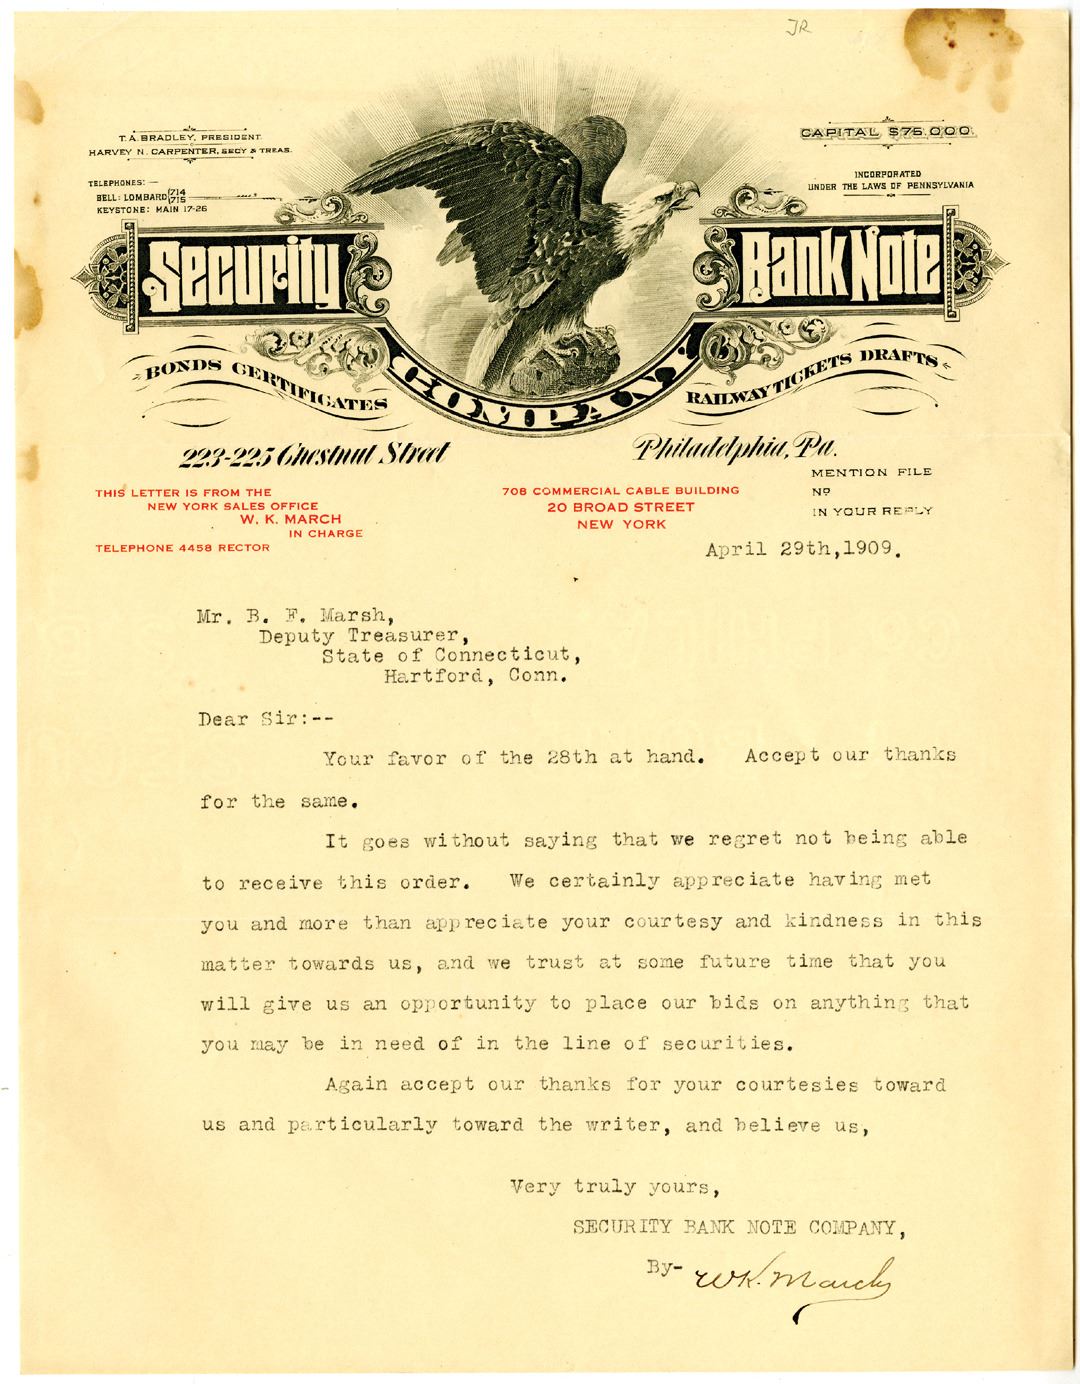 JR
T. A. BRADLEY, PRESIDENT.
HARVEY N. CARPENTER, SECY & TREAS.
TELEPHONES:—
BELL: LOMBARD {1714
{1715
KEYSTONE: MAIN 17-26
CAPITAL $75,000.
INCORPORATED
UNDER THE LAWS OF PENNSYLVANIA
Security Bank Note
COMPANY
BONDS CERTIFICATES
RAILWAY TICKETS DRAFTS
223-225 Chestnut Street
Philadelphia, Pa.
THIS LETTER IS FROM THE
NEW YORK SALES OFFICE
W. K. MARCH
IN CHARGE
TELEPHONE 4458 RECTOR
708 COMMERCIAL CABLE BUILDING
20 BROAD STREET
NEW YORK
MENTION FILE
No
IN YOUR REPLY
April 29th,1909.
Mr. B. F. Marsh,
Deputy Treasurer,
State of Connecticut,
Hartford, Conn.
Dear Sir:--
Your favor of the 28th at hand. Accept our thanks
for the same.
It goes without saying that we regret not being able
to receive this order. We certainly appreciate having met
you and more than appreciate your courtesy and kindness in this
matter towards us, and we trust at some future time that you
will give us an opportunity to place our bids on anything that
you may be in need of in the line of securities.
Again accept our thanks for your courtesies toward
us and particularly toward the writer, and believe us,
Very truly yours,
SECURITY BANK NOTE COMPANY,
By- W.K. March